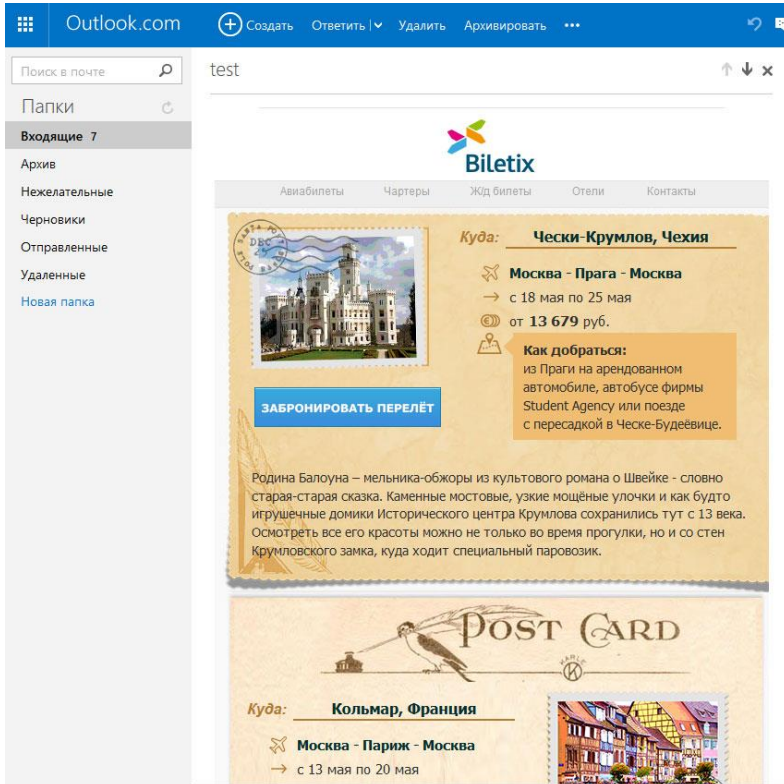 Outlook.com
Создать Ответить Удалить Архивировать
Поиск в почте
test
Папки
Входящие 7
Архив
Нежелательные
Черновики
Отправленные
Удаленные
Новая папка
Biletix
Авиабилеты Чартеры Ж/д билеты Отели Контакты
DEC
Куда: Чески-Крумлов, Чехия
Москва - Прага - Москва
с 18 мая по 25 мая
от 13 679 руб.
Как добраться:
из Праги на арендованном
автомобиле, автобусе фирмы
Student Agency или поезде
с пересадкой в Ческе-Будеёвице.
ЗАБРОНИРОВАТЬ ПЕРЕЛЁТ
Родина Балоуна – мельника-обжоры из культового романа о Швейке - словно
старая-старая сказка. Каменные мостовые, узкие мощёные улочки и как будто
игрушечные домики Исторического центра Крумлова сохранились тут с 13 века.
Осмотреть все его красоты можно не только во время прогулки, но и со стен
Крумловского замка, куда ходит специальный паровозик.
POST CARD
KARLE
K
Куда: Кольмар, Франция
Москва - Париж - Москва
с 13 мая по 20 мая